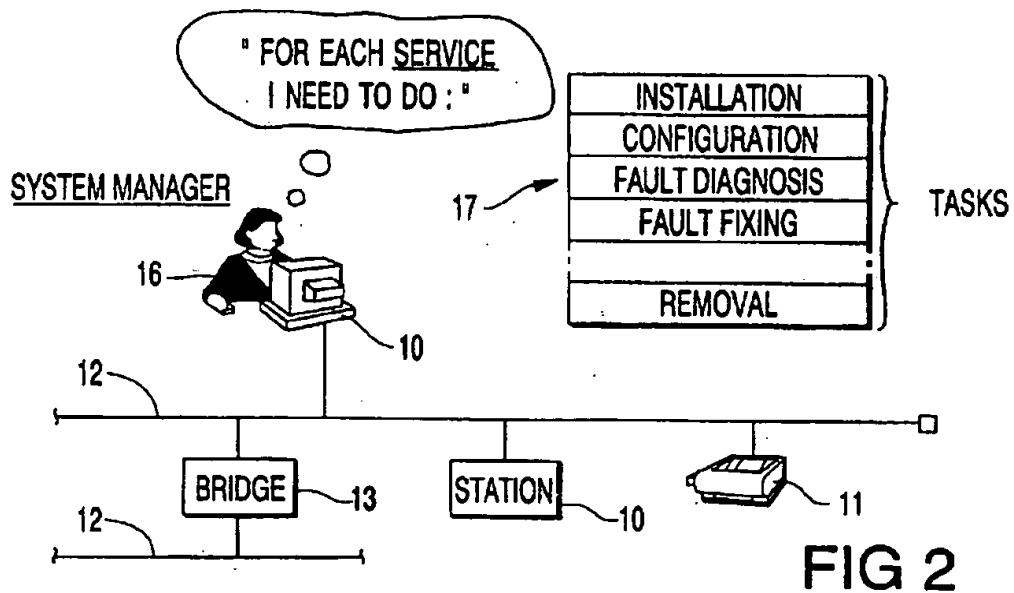 " FOR EACH SERVICE
I NEED TO DO : "
SYSTEM MANAGER
INSTALLATION
CONFIGURATION
FAULT DIAGNOSIS
FAULT FIXING
REMOVAL
17
TASKS
16
10
12
BRIDGE
13
STATION
10
11
12
FIG 2